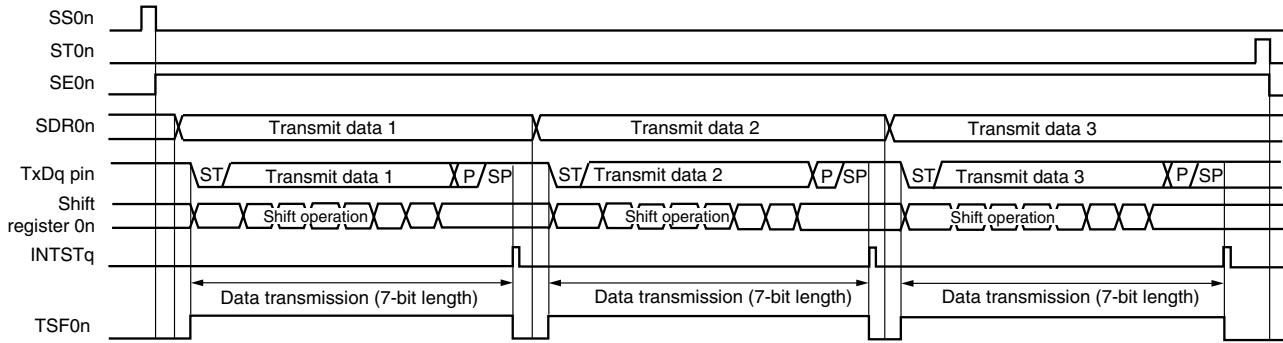 SS0n
ST0n
SE0n
SDR0n Transmit data 1 Transmit data 2 Transmit data 3
TxDq pin ST Transmit data 1 P SP ST Transmit data 2 P SP ST Transmit data 3 P SP
Shift
register 0n Shift operation Shift operation Shift operation
INTSTq
Data transmission (7-bit length) Data transmission (7-bit length) Data transmission (7-bit length)
TSF0n